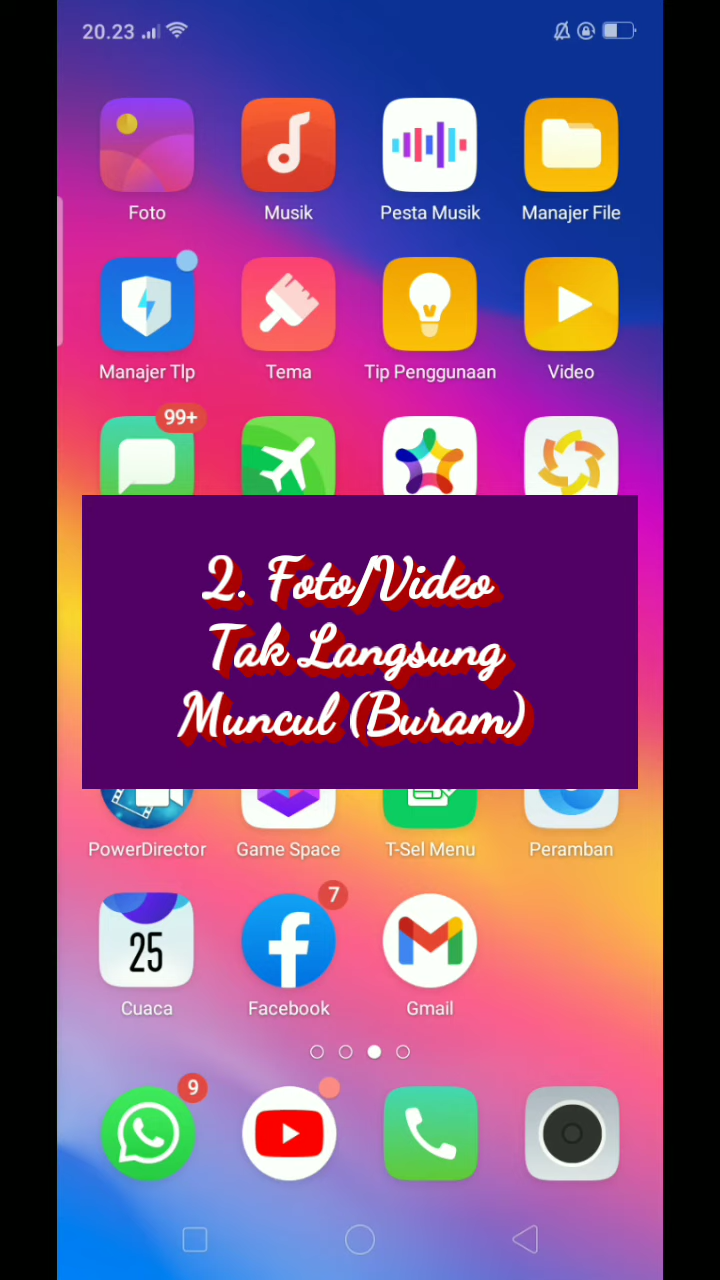 20.23
Foto Musik Pesta Musik Manajer File
Manajer Tlp Tema Tip Penggunaan Video
99+
2. Foto/Video
Tak Langsung
Muncul (Buram)
PowerDirector Game Space T-Sel Menu Peramban
7
25
Cuaca Facebook Gmail
9